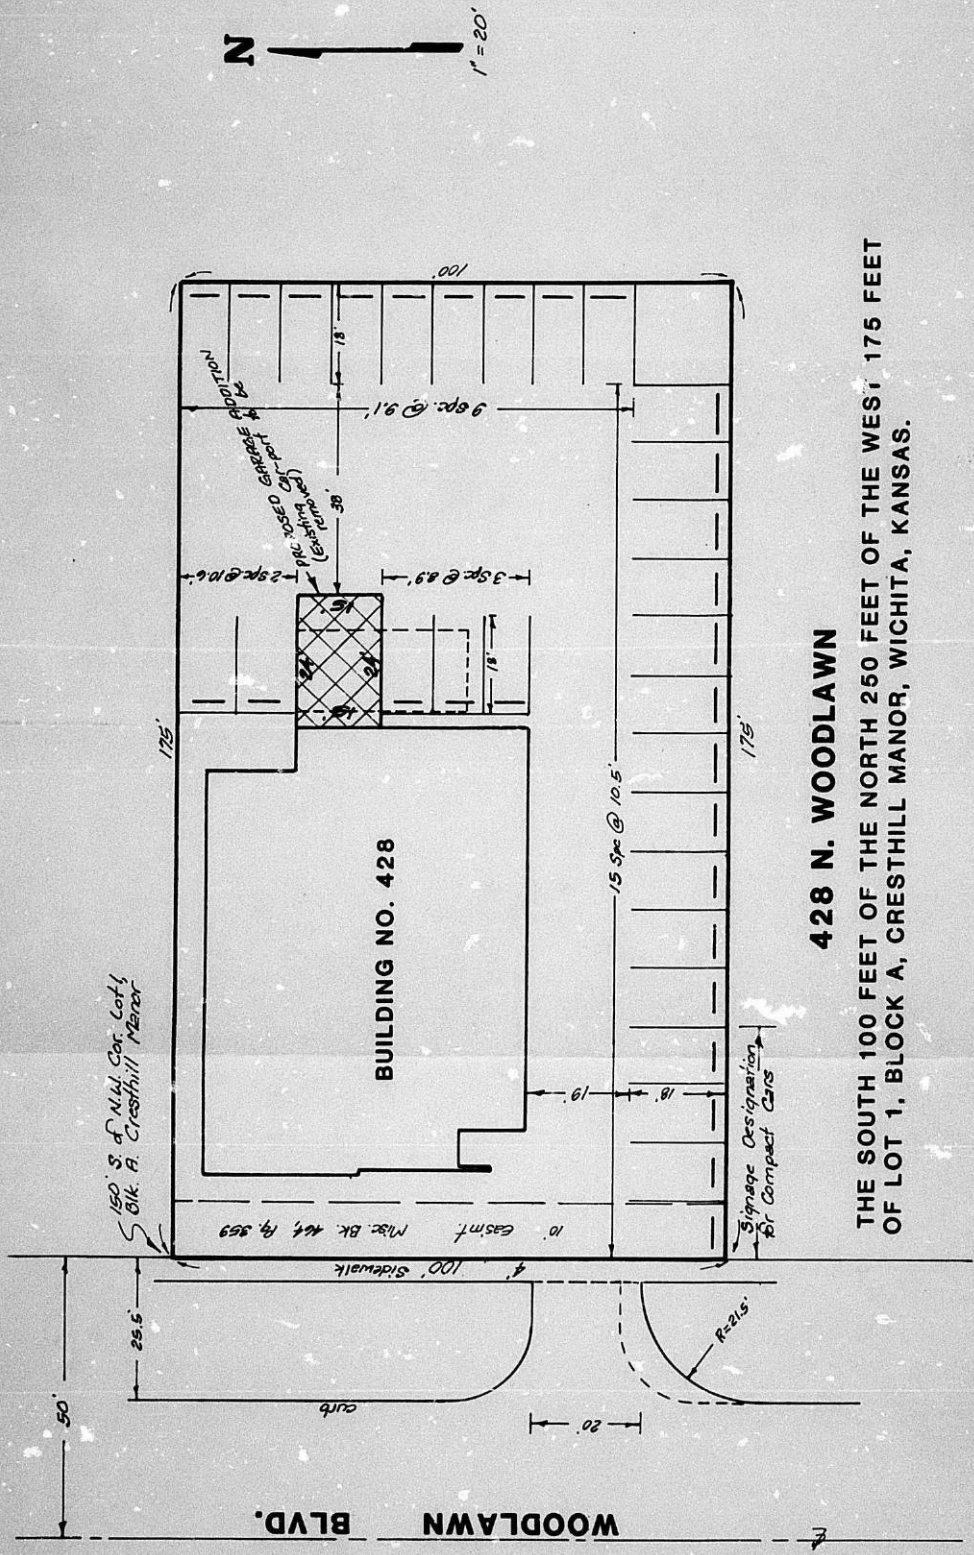 N
1" = 20'
150' S. of N.W. Cor. Lot 1,
Blk. A. Cresthill Manor
175'
100'
PROPOSED GARAGE ADDITION
(Existing Car-port to be
removed)
2 Spc. @ 10.6'
38'
18'
9 Spc. @ 9.1'
24'
15'
24'
15'
3 Spc @ 8.9'
18'
BUILDING NO. 428
50'
25.5'
curb
4' Sidewalk
100'
10' Easm't. Misc. Bk. 464, Pg. 359
19'
18'
15 Spc @ 10.5'
20'
R=21.5'
Signage Designation
for Compact Cars
175'
WOODLAWN BLVD.
428 N. WOODLAWN
THE SOUTH 100 FEET OF THE NORTH 250 FEET OF THE WEST 175 FEET
OF LOT 1, BLOCK A, CRESTHILL MANOR, WICHITA, KANSAS.